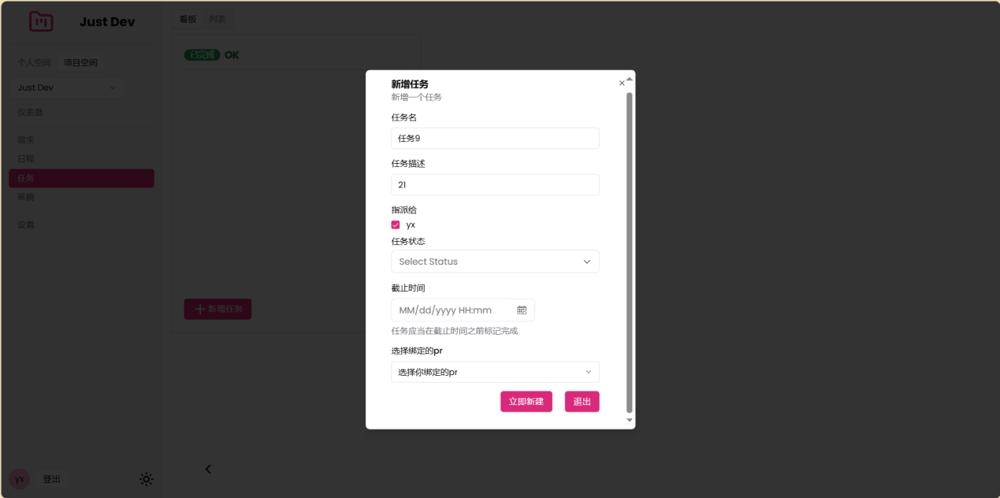 Just Dev
看板 列表
已完成 OK
个人空间 项目空间
Just Dev
仪表盘
需求
日程
任务
草稿
设置
新增任务
yx 登出
新增任务
新增一个任务
任务名
任务9
任务描述
21
指派给
yx
任务状态
Select Status
截止时间
MM/dd/yyyy HH:mm
任务应当在截止时间之前标记完成
选择绑定的pr
选择你绑定的pr
立即新建 退出